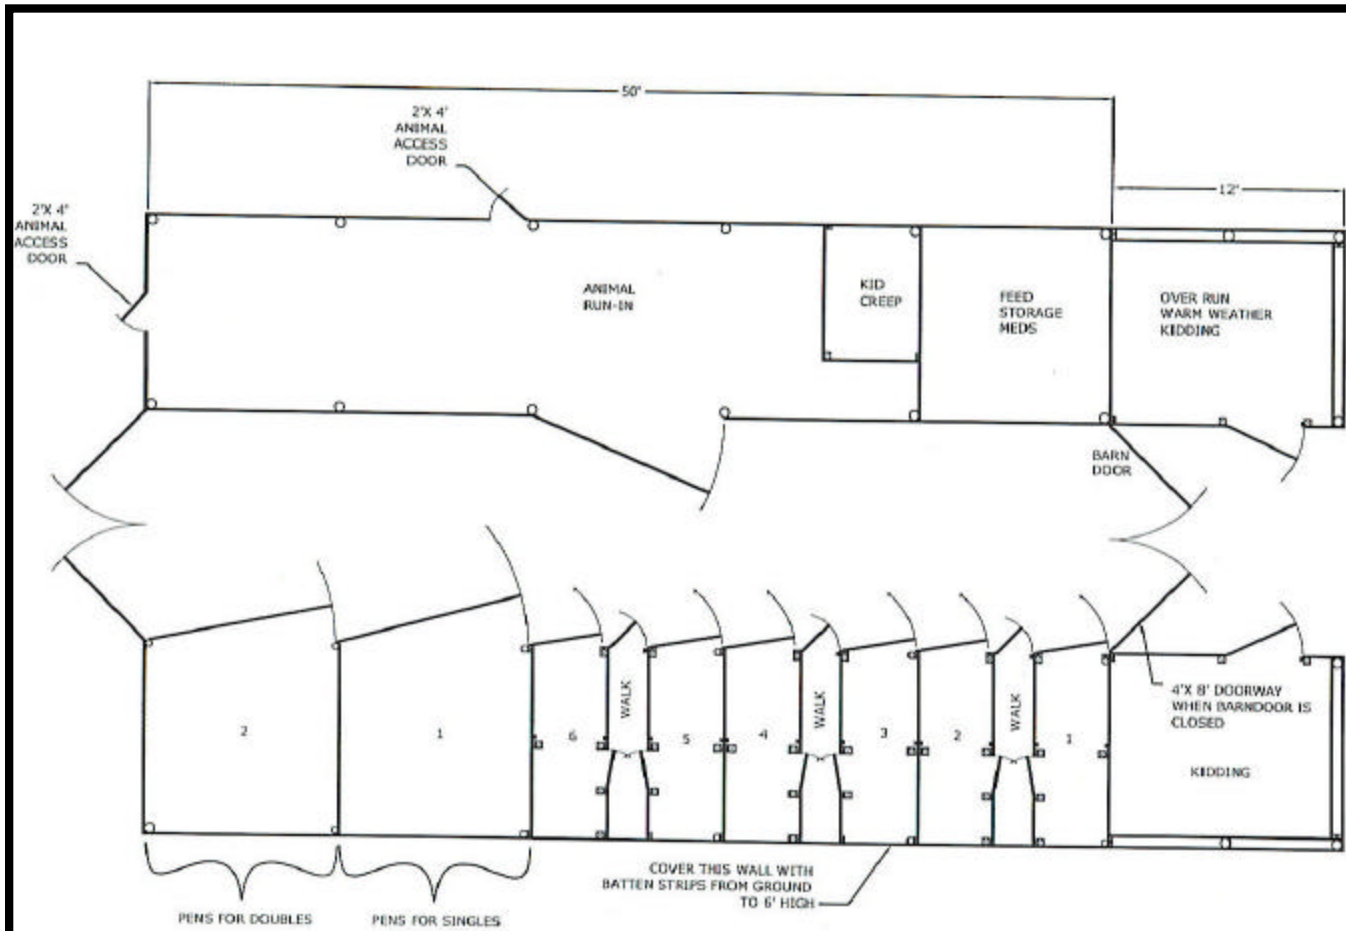 50'
2'X 4'
ANIMAL
ACCESS
DOOR
12'
2'X 4'
ANIMAL
ACCESS
DOOR
ANIMAL
RUN-IN
KID
CREEP
FEED
STORAGE
MEDS
OVER RUN
WARM WEATHER
KIDDING
BARN
DOOR
4'X 8' DOORWAY
WHEN BARNDOOR IS
CLOSED
KIDDING
2
1
6
WALK
5
4
WALK
3
2
WALK
1
COVER THIS WALL WITH
BATTEN STRIPS FROM GROUND
TO 6' HIGH
PENS FOR DOUBLES
PENS FOR SINGLES